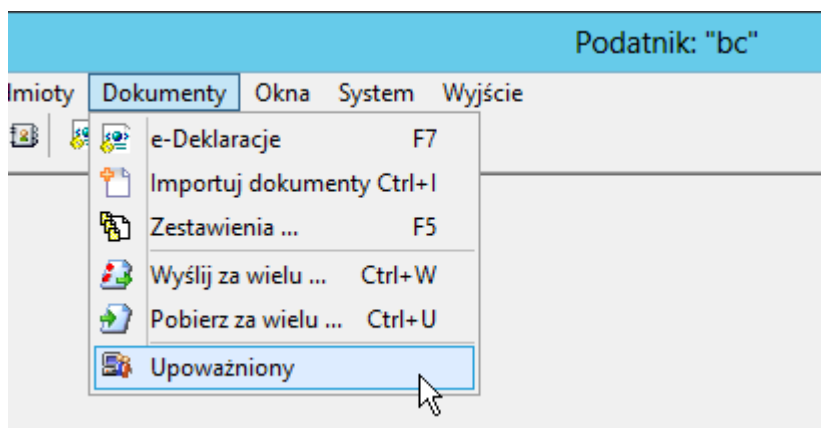 Podatnik: "bc"
lmioty Dokumenty Okna System Wyjście
e-Deklaracje F7
Importuj dokumenty Ctrl+I
Zestawienia ... F5
Wyślij za wielu ... Ctrl+W
Pobierz za wielu ... Ctrl+U
Upoważniony